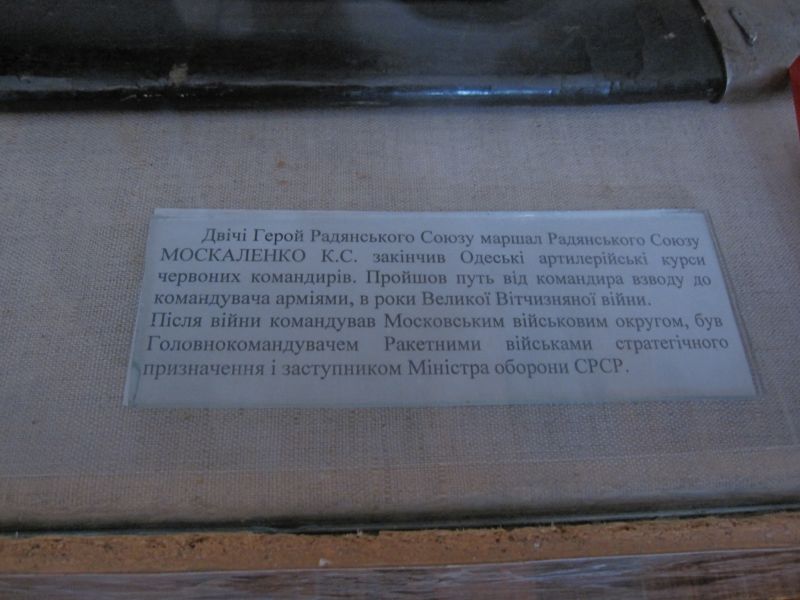 Двічі Герой Радянського Союзу маршал Радянського Союзу
МОСКАЛЕНКО К.С. закінчив Одеські артилерійські курси
червоних командирів. Пройшов путь від командира взводу до
командувача арміями, в роки Великої Вітчизняної війни.
Після війни командував Московським військовим округом, був
Головнокомандувачем Ракетними військами стратегічного
призначення і заступником Міністра оборони СРСР.